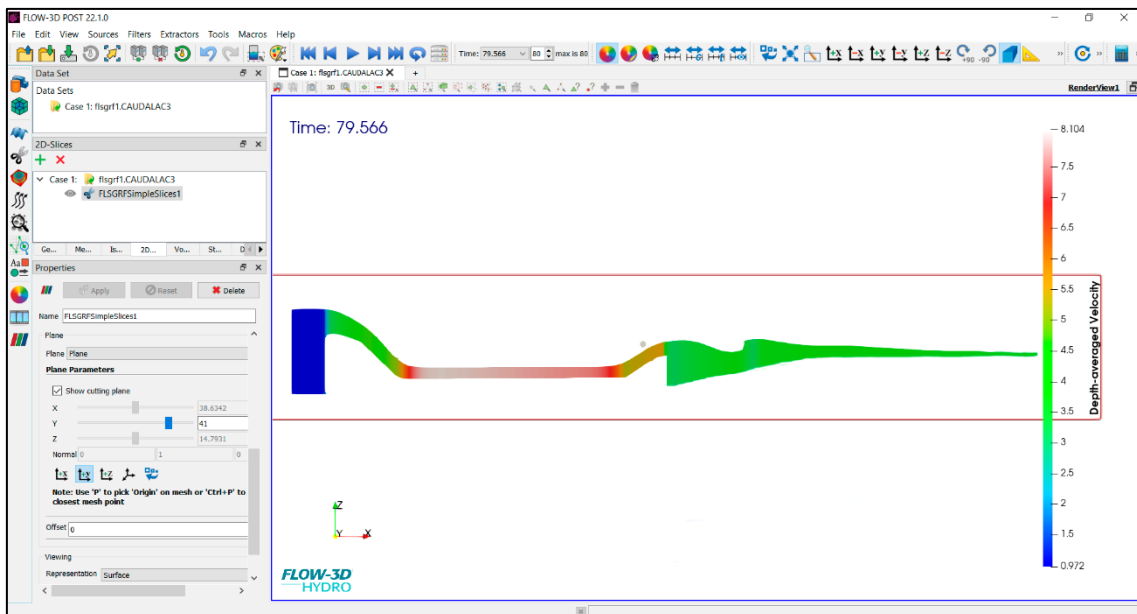 FLOW-3D POST 22.1.0
File Edit View Sources Filters Extractors Tools Macros Help
Time: 79.566 80 max is 80
+90 -90
Data Set
Data Sets
Case 1: flsgrf1.CAUDALAC3
2D-Slices
Case 1: flsgrf1.CAUDALAC3
FLSGRFSimpleSlices1
Ge... Me... Is... 2D... Vo... St... D
Properties
Apply Reset Delete
Name FLSGRFSimpleSlices1
Plane
Plane Plane
Plane Parameters
Show cutting plane
X 38.6342
Y 41
Z 14.7931
Normal 0 1 0
+X +Y +Z
Note: Use 'P' to pick 'Origin' on mesh or 'Ctrl+P' to
closest mesh point
Offset 0
Viewing
Representation Surface
Case 1: flsgrf1.CAUDALAC3
3D
RenderView1
Time: 79.566
8.104
7.5
7
6.5
6
5.5
5
4.5
4
3.5
3
2.5
2
1.5
0.972
Depth-averaged Velocity
Z
Y X
FLOW-3D
HYDRO